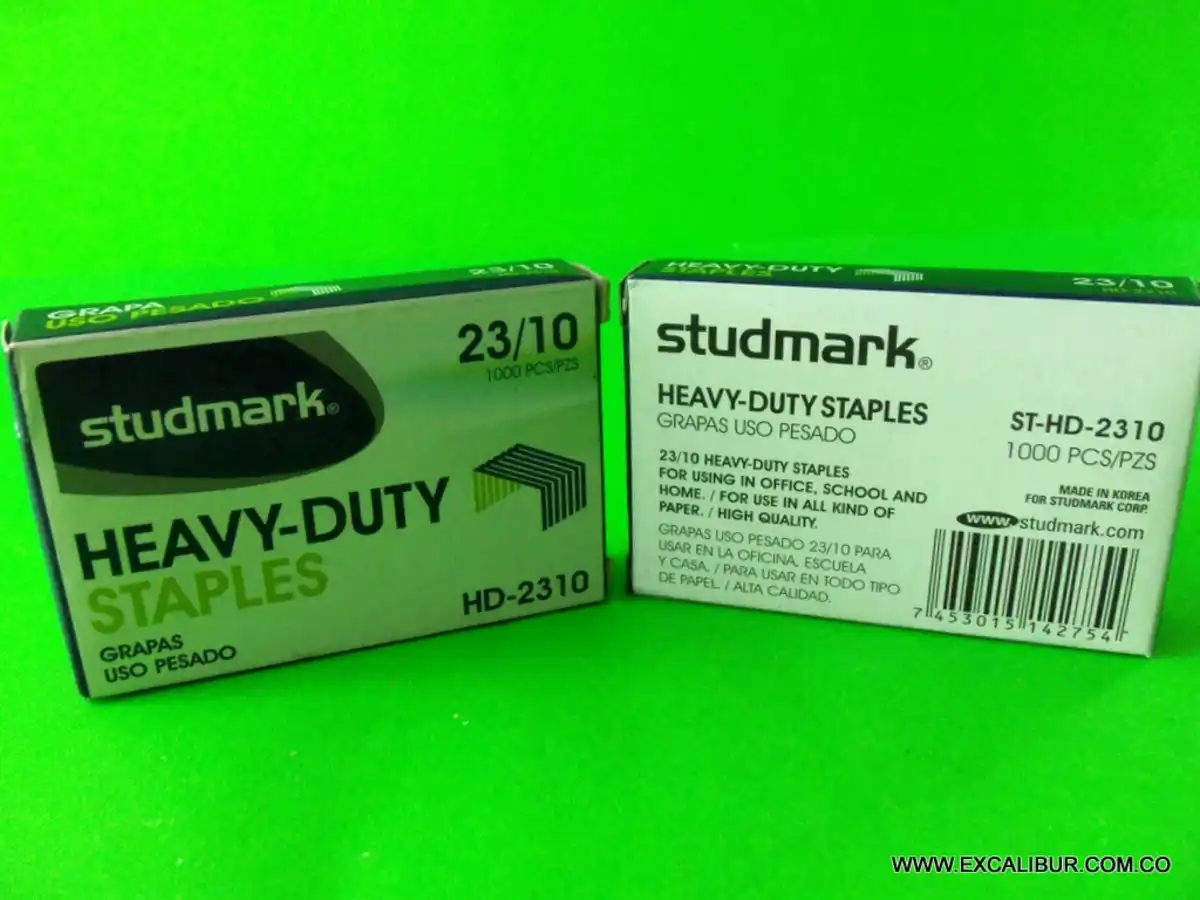 GRAPA
USO PESADO
23/10
studmark®
23/10
1000 PCS/PZS
HEAVY-DUTY
STAPLES
GRAPAS
USO PESADO
HD-2310
HEAVY-DUTY
STAPLES
23/10
HD-2310
studmark®
HEAVY-DUTY STAPLES
GRAPAS USO PESADO
ST-HD-2310
1000 PCS/PZS
23/10 HEAVY-DUTY STAPLES
FOR USING IN OFFICE, SCHOOL AND
HOME. / FOR USE IN ALL KIND OF
PAPER. / HIGH QUALITY.
GRAPAS USO PESADO 23/10 PARA
USAR EN LA OFICINA, ESCUELA
Y CASA. / PARA USAR EN TODO TIPO
DE PAPEL. / ALTA CALIDAD.
MADE IN KOREA
FOR STUDMARK CORP.
www.studmark.com
7 453015 142754
WWW.EXCALIBUR.COM.CO